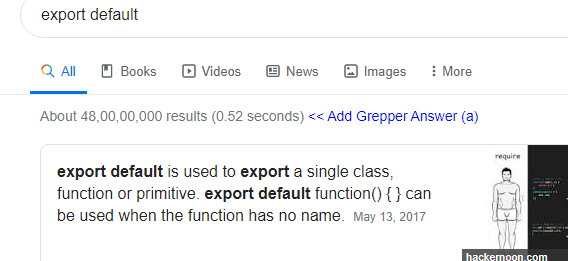 export default
All Books Videos News Images More
About 48,00,00,000 results (0.52 seconds) << Add Grepper Answer (a)
export default is used to export a single class,
function or primitive. export default function() { } can
be used when the function has no name. May 13, 2017
require
hackernoon.com